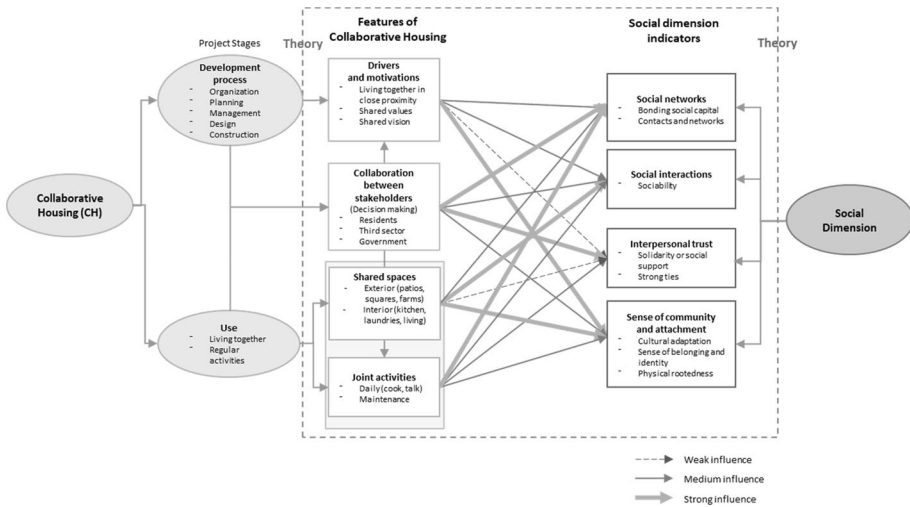 Project Stages
Theory
Features of
Collaborative Housing
Social dimension
indicators
Theory
Development
process
- Organization
- Planning
- Management
- Design
- Construction
Drivers
and motivations
- Living together in
close proximity
- Shared values
- Shared vision
Social networks
- Bonding social capital
- Contacts and networks
Collaborative
Housing (CH)
Collaboration
between
stakeholders
(Decision making)
- Residents
- Third sector
- Government
Social interactions
- Sociability
Social
Dimension
Interpersonal trust
- Solidarity or social
support
- Strong ties
Shared spaces
- Exterior (patios,
squares, farms)
- Interior (kitchen,
laundries, living)
Sense of community
and attachment
- Cultural adaptation
- Sense of belonging and
identity
- Physical rootedness
Use
- Living together
- Regular
activities
Joint activities
- Daily (cook, talk)
- Maintenance
Weak influence
Medium influence
Strong influence